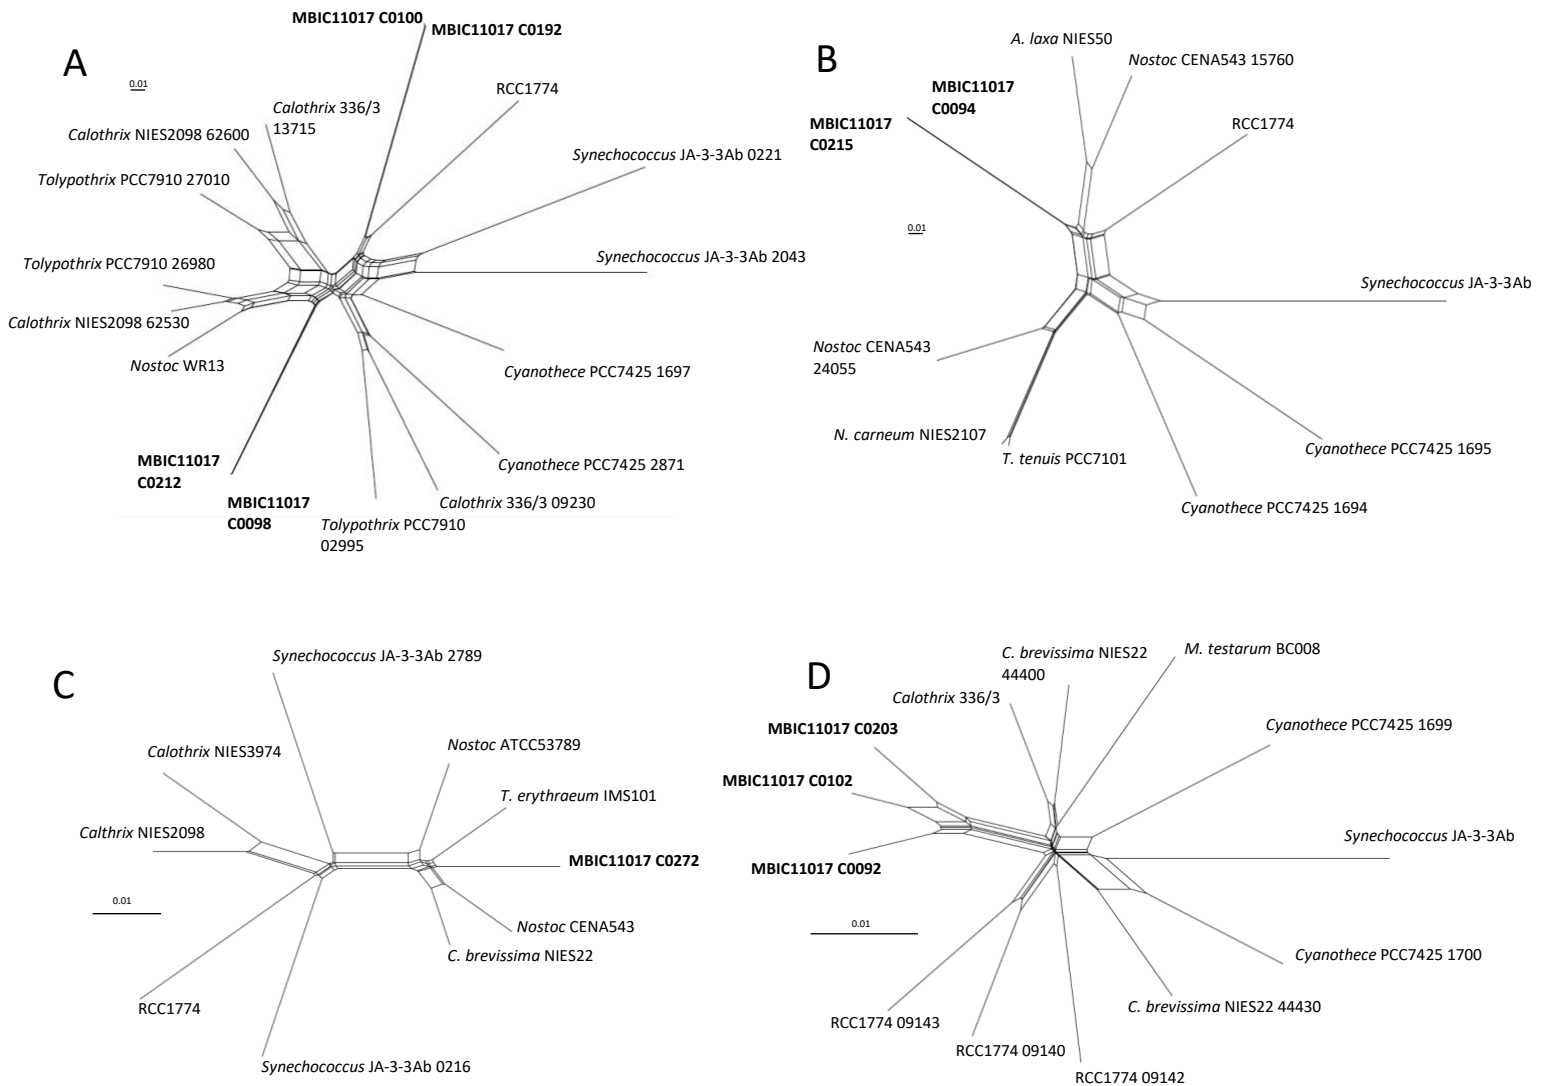 A
0.01
MBIC11017 C0100
MBIC11017 C0192
RCC1774
Calothrix 336/3
13715
Calothrix NIES2098 62600
Synechococcus JA-3-3Ab 0221
Tolypothrix PCC7910 27010
Synechococcus JA-3-3Ab 2043
Tolypothrix PCC7910 26980
Calothrix NIES2098 62530
Nostoc WR13
Cyanothece PCC7425 1697
MBIC11017
C0212
Cyanothece PCC7425 2871
MBIC11017
C0098
Calothrix 336/3 09230
Tolypothrix PCC7910
02995
B
A. laxa NIES50
Nostoc CENA543 15760
MBIC11017
C0094
MBIC11017
C0215
RCC1774
0.01
Synechococcus JA-3-3Ab
Nostoc CENA543
24055
N. carneum NIES2107
T. tenuis PCC7101
Cyanothece PCC7425 1695
Cyanothece PCC7425 1694
C
Synechococcus JA-3-3Ab 2789
Calothrix NIES3974
Nostoc ATCC53789
T. erythraeum IMS101
Calthrix NIES2098
MBIC11017 C0272
0.01
Nostoc CENA543
C. brevissima NIES22
RCC1774
Synechococcus JA-3-3Ab 0216
D
C. brevissima NIES22
44400
M. testarum BC008
Calothrix 336/3
MBIC11017 C0203
Cyanothece PCC7425 1699
MBIC11017 C0102
Synechococcus JA-3-3Ab
MBIC11017 C0092
0.01
Cyanothece PCC7425 1700
C. brevissima NIES22 44430
RCC1774 09143
RCC1774 09140
RCC1774 09142